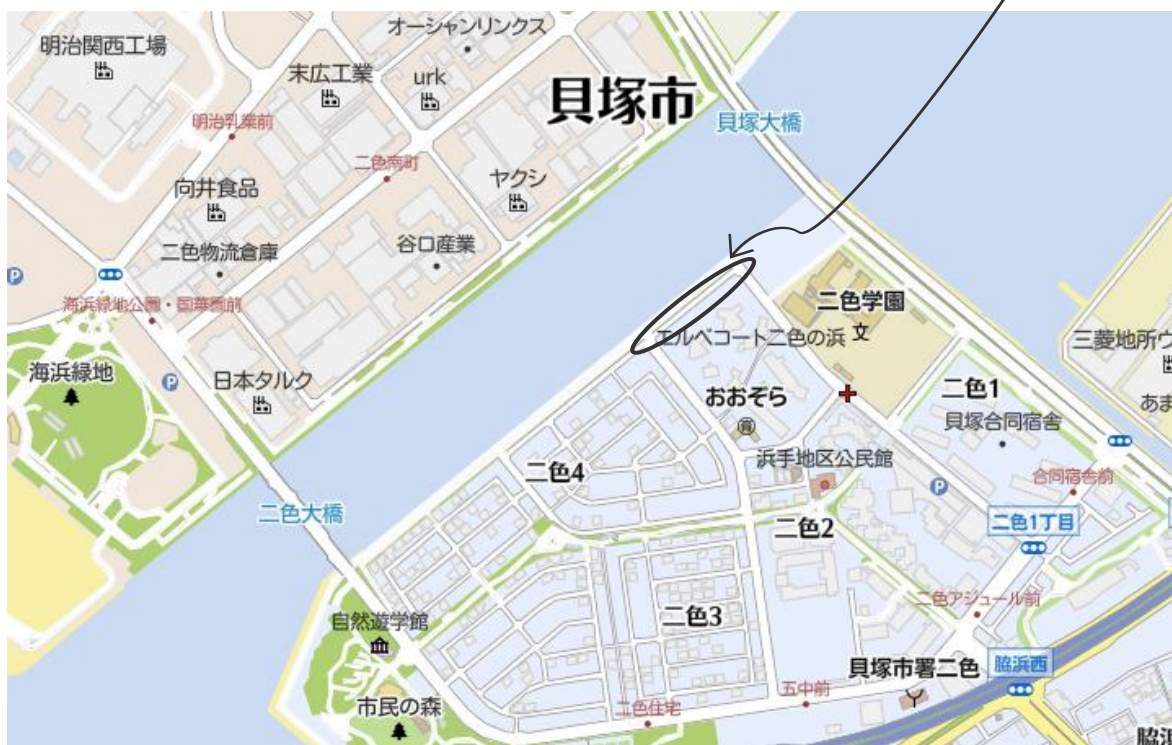 オーシャンリンクス
明治関西工場
末広工業
urk
貝塚市
明治乳業前
貝塚大橋
二色南町
ヤクシ
向井食品
谷口産業
二色物流倉庫
P
海浜緑地公園・国華園前
二色学園
エルベコート二色の浜
文
三菱地所ウ
海浜緑地
P
日本タルク
おおぞら
二色1
貝塚合同宿舎
あま
二色4
浜手地区公民館
合同宿舎前
P
二色大橋
二色2
二色1丁目
二色アジュール前
自然遊学館
二色3
貝塚市署二色
脇浜西
五中前
市民の森
二色住宅